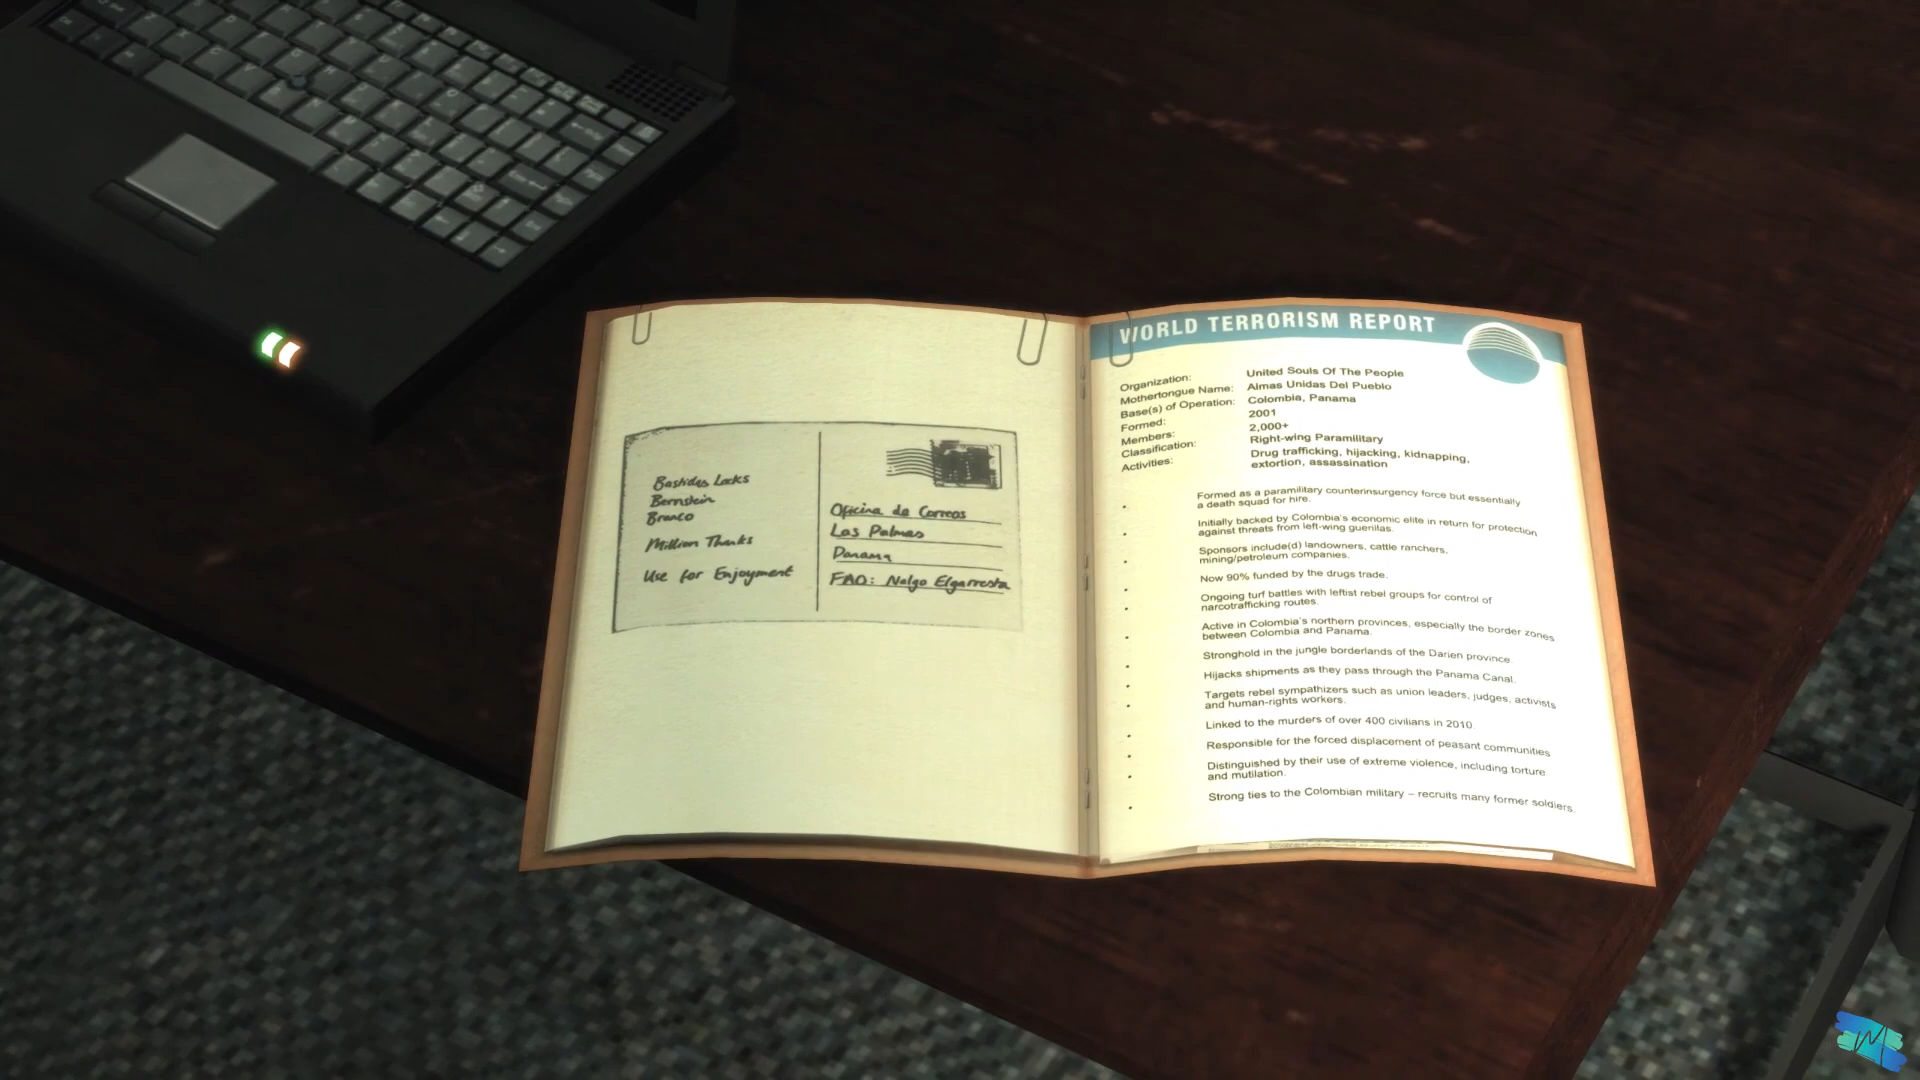 Bastidas Locks
Bernstein
Branco
Million Thanks
Use for Enjoyment
Oficina de Correos
Las Palmas
Panama
FAO: Nalgo Elgarresta
WORLD TERRORISM REPORT
Organization: United Souls Of The People
Mothertongue Name: Almas Unidas Del Pueblo
Base(s) of Operation: Colombia, Panama
Formed: 2001
Members: 2,000+
Classification: Right-wing Paramilitary
Activities: Drug trafficking, hijacking, kidnapping,
extortion, assassination
Formed as a paramilitary counterinsurgency force but essentially
a death squad for hire.
Initially backed by Colombia's economic elite in return for protection
against threats from left-wing guerillas.
Sponsors include(d) landowners, cattle ranchers,
mining/petroleum companies.
Now 90% funded by the drugs trade.
Ongoing turf battles with leftist rebel groups for control of
narcotrafficking routes.
Active in Colombia's northern provinces, especially the border zones
between Colombia and Panama.
Stronghold in the jungle borderlands of the Darien province.
Hijacks shipments as they pass through the Panama Canal.
Targets rebel sympathizers such as union leaders, judges, activists
and human-rights workers.
Linked to the murders of over 400 civilians in 2010.
Responsible for the forced displacement of peasant communities
Distinguished by their use of extreme violence, including torture
and mutilation.
Strong ties to the Colombian military – recruits many former soldiers.